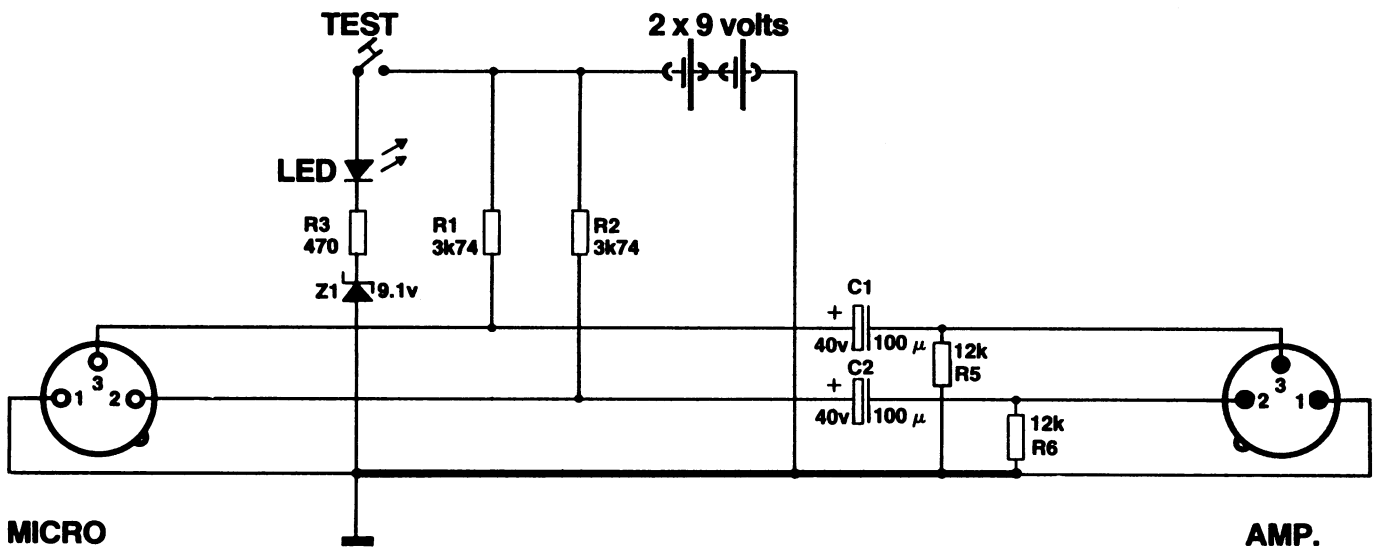 TEST
2 x 9 volts
LED
R3
470
R1
3k74
R2
3k74
Z1
9.1v
C1
+
40v
100 μ
12k
R5
C2
+
40v
100 μ
12k
R6
3
1
2
3
2
1
MICRO
AMP.